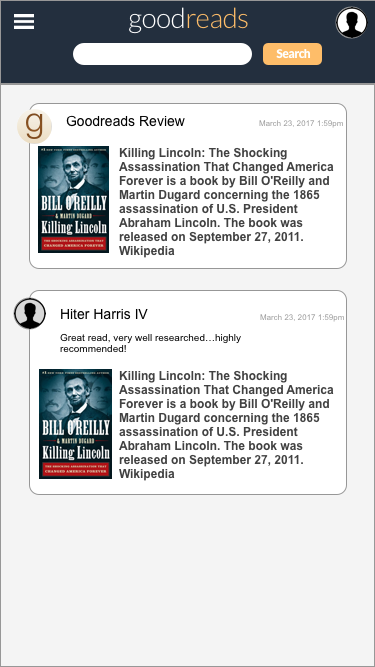 goodreads
Search
g
Goodreads Review
March 23, 2017 1:59pm
Killing Lincoln: The Shocking
Assassination That Changed America
Forever is a book by Bill O'Reilly and
Martin Dugard concerning the 1865
assassination of U.S. President
Abraham Lincoln. The book was
released on September 27, 2011.
Wikipedia
BILL O'REILLY
& MARTIN DUGARD
Killing Lincoln
THE SHOCKING ASSASSINATION THAT
CHANGED AMERICA FOREVER
Hiter Harris IV
March 23, 2017 1:59pm
Great read, very well researched…highly
recommended!
Killing Lincoln: The Shocking
Assassination That Changed America
Forever is a book by Bill O'Reilly and
Martin Dugard concerning the 1865
assassination of U.S. President
Abraham Lincoln. The book was
released on September 27, 2011.
Wikipedia
BILL O'REILLY
& MARTIN DUGARD
Killing Lincoln
THE SHOCKING ASSASSINATION THAT
CHANGED AMERICA FOREVER